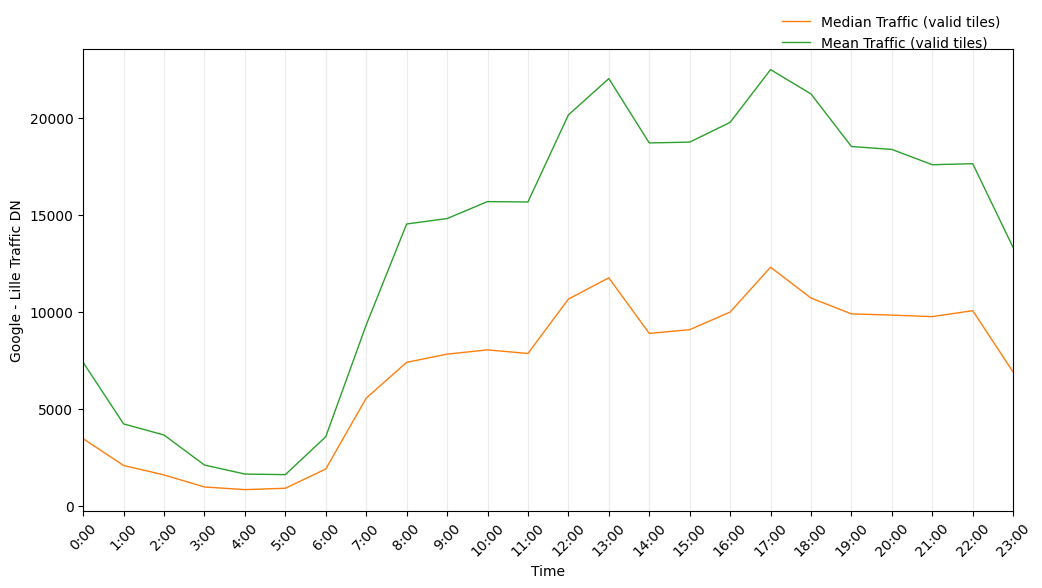 Median Traffic (valid tiles)
Mean Traffic (valid tiles)
Google - Lille Traffic DN
20000
15000
10000
5000
0
0:00 1:00 2:00 3:00 4:00 5:00 6:00 7:00 8:00 9:00 10:00 11:00 12:00 13:00 14:00 15:00 16:00 17:00 18:00 19:00 20:00 21:00 22:00 23:00
Time